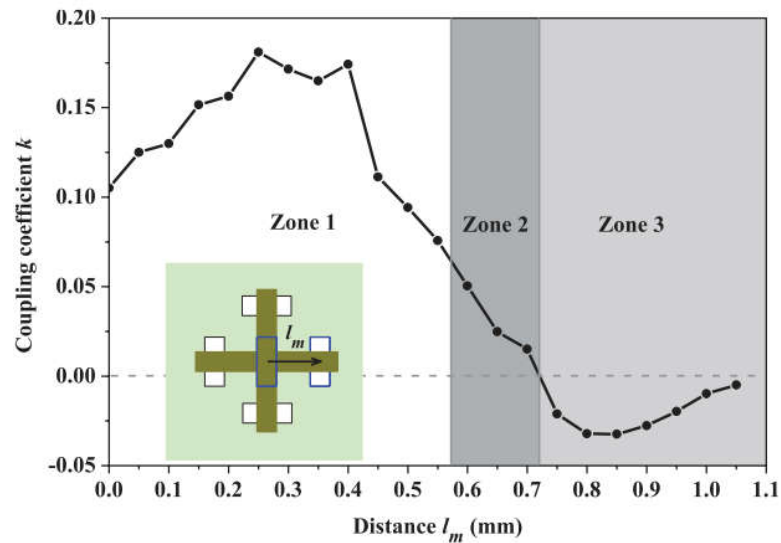 0.20
0.15
0.10
0.05
0.00
-0.05
Coupling coefficient k
Zone 1
Zone 2
Zone 3
l_m
0.0 0.1 0.2 0.3 0.4 0.5 0.6 0.7 0.8 0.9 1.0 1.1
Distance l_m (mm)